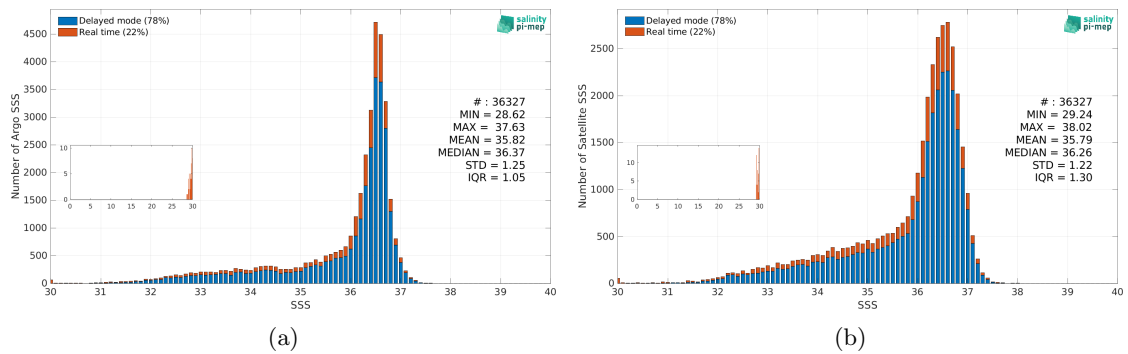 Delayed mode (78%)
Real time (22%)
salinity
pi-mep
Number of Argo SSS
4500
4000
3500
3000
2500
2000
1500
1000
500
0
# : 36327
MIN = 28.62
MAX = 37.63
MEAN = 35.82
MEDIAN = 36.37
STD = 1.25
IQR = 1.05
10
5
0
0 5 10 15 20 25 30
30 31 32 33 34 35 36 37 38 39 40
SSS
(a)
Delayed mode (78%)
Real time (22%)
salinity
pi-mep
Number of Satellite SSS
2500
2000
1500
1000
500
0
# : 36327
MIN = 29.24
MAX = 38.02
MEAN = 35.79
MEDIAN = 36.26
STD = 1.22
IQR = 1.30
10
5
0
0 5 10 15 20 25 30
30 31 32 33 34 35 36 37 38 39 40
SSS
(b)